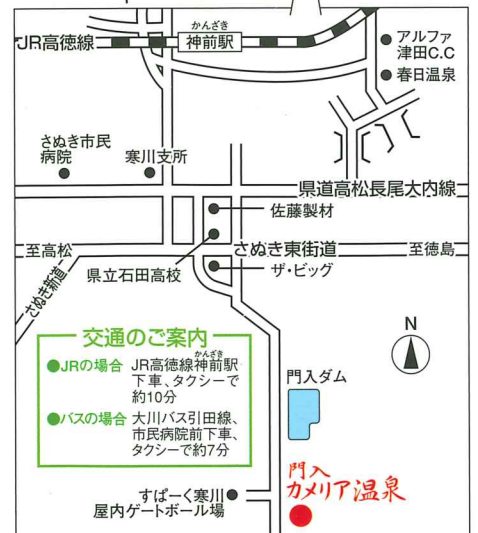 かんざき
JR高徳線
神前駅
アルファ
津田C.C
春日温泉
さぬき市民
病院
寒川支所
県道高松長尾大内線
佐藤製材
さぬき東街道
至高松
至徳島
県立石田高校
ザ・ビッグ
さぬき新道
交通のご案内
かんざき
●JRの場合 JR高徳線神前駅
下車、タクシーで
約10分
●バスの場合 大川バス引田線、
市民病院前下車、
タクシーで約7分
N
門入ダム
門入
カメリア温泉
すぱーく寒川
屋内ゲートボール場